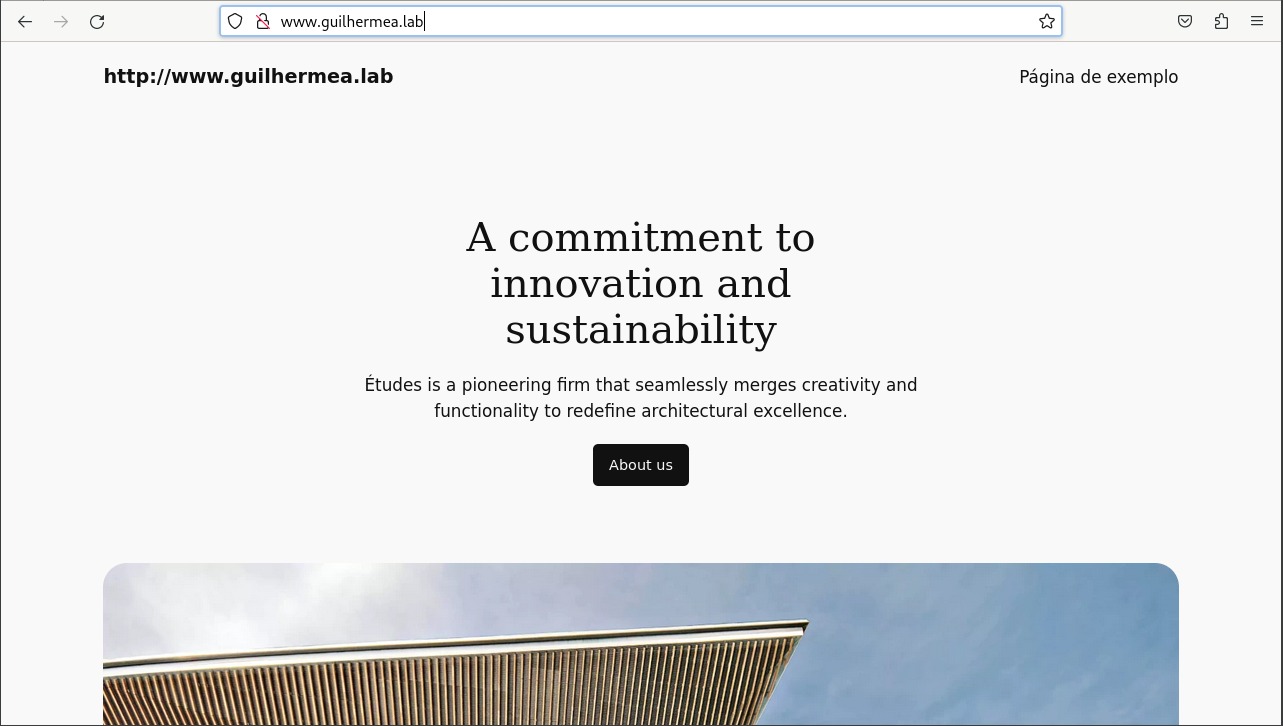 www.guilhermea.lab
http://www.guilhermea.lab
Página de exemplo
A commitment to
innovation and
sustainability
Études is a pioneering firm that seamlessly merges creativity and
functionality to redefine architectural excellence.
About us